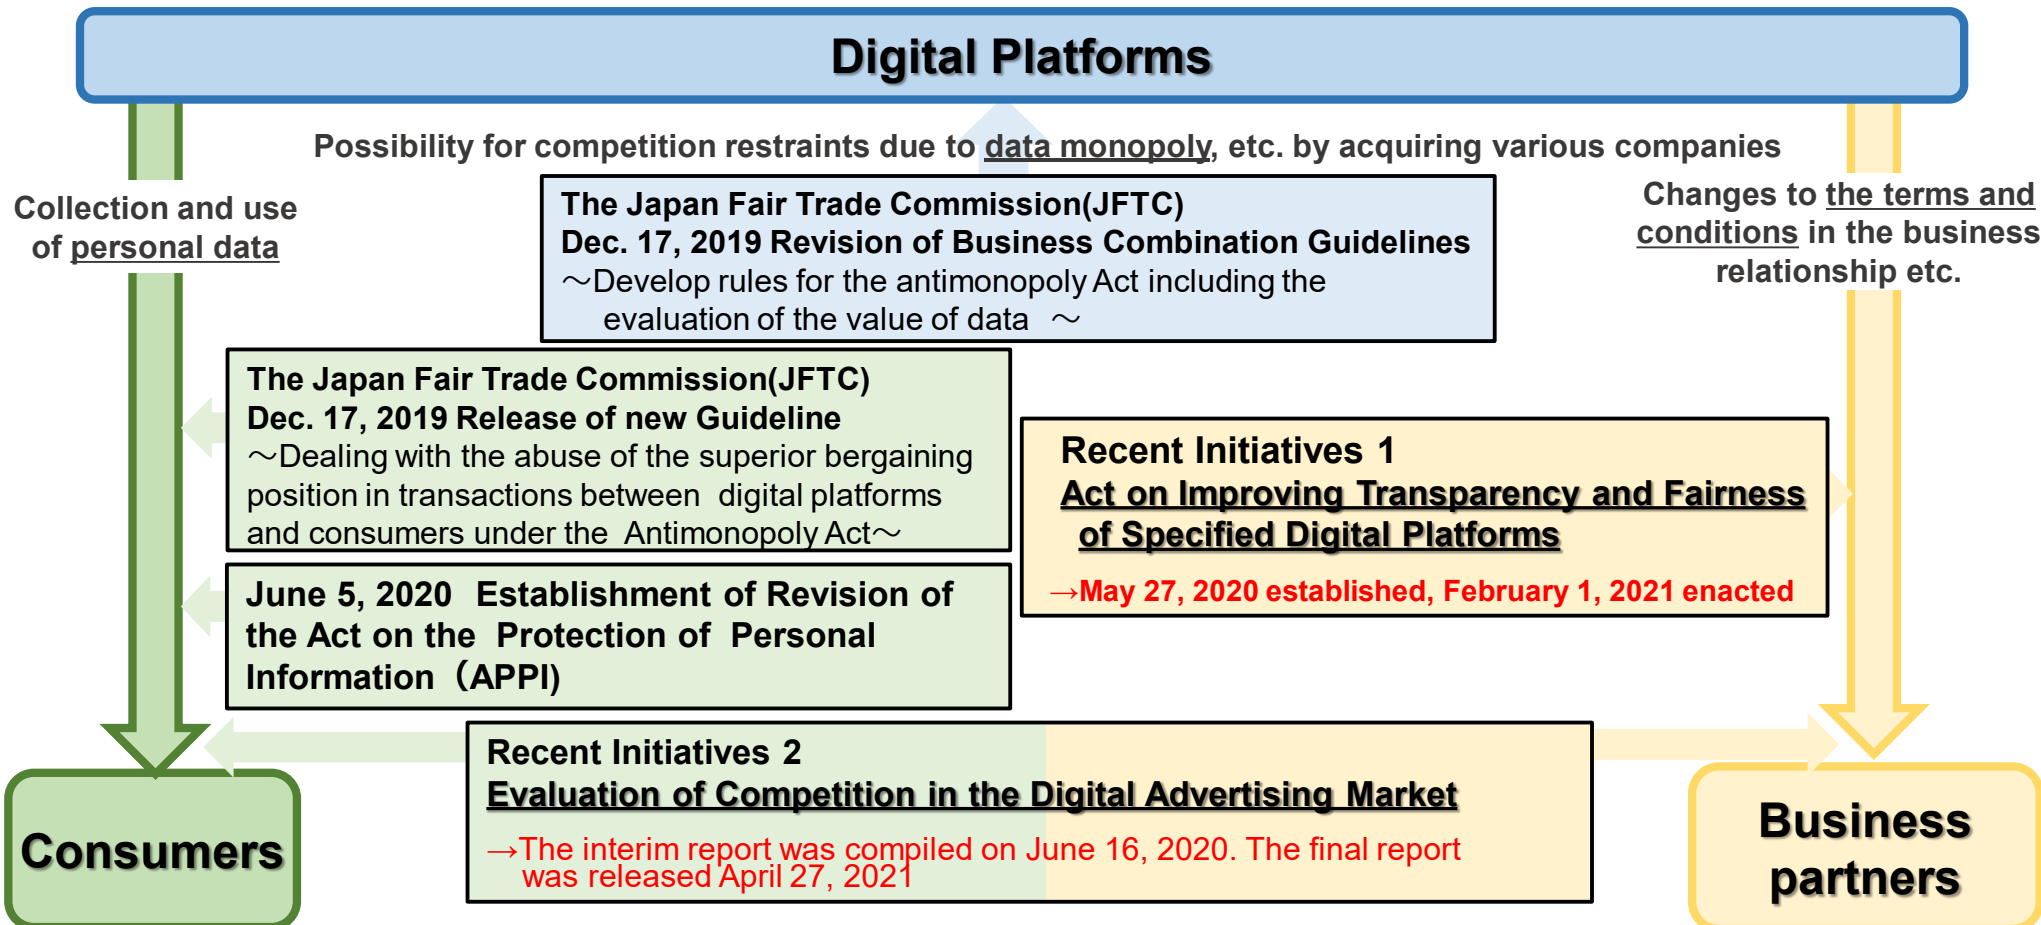 Digital Platforms
Possibility for competition restraints due to data monopoly, etc. by acquiring various companies
Collection and use
of personal data
The Japan Fair Trade Commission(JFTC)
Dec. 17, 2019 Revision of Business Combination Guidelines
～Develop rules for the antimonopoly Act including the
evaluation of the value of data ～
Changes to the terms and
conditions in the business
relationship etc.
The Japan Fair Trade Commission(JFTC)
Dec. 17, 2019 Release of new Guideline
～Dealing with the abuse of the superior bergaining
position in transactions between digital platforms
and consumers under the Antimonopoly Act～
Recent Initiatives 1
Act on Improving Transparency and Fairness
of Specified Digital Platforms
→May 27, 2020 established, February 1, 2021 enacted
June 5, 2020 Establishment of Revision of
the Act on the Protection of Personal
Information（APPI)
Recent Initiatives 2
Evaluation of Competition in the Digital Advertising Market
→The interim report was compiled on June 16, 2020. The final report
was released April 27, 2021
Consumers
Business
partners